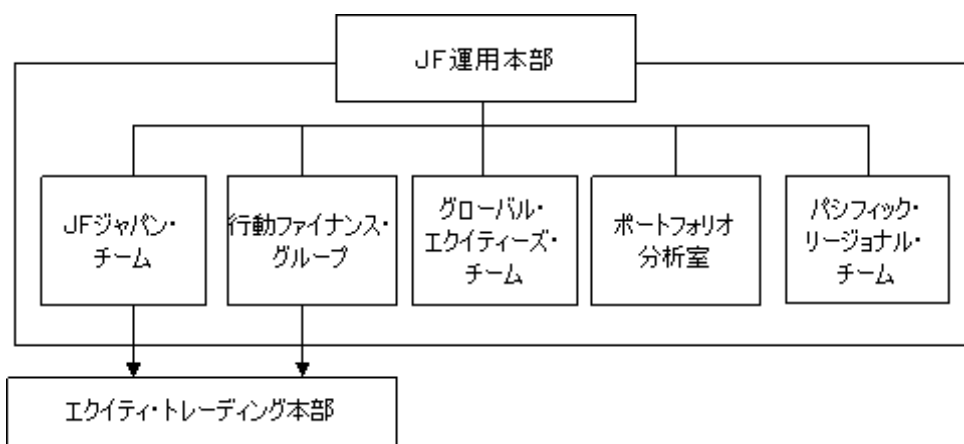 JF運用本部
JFジャパン・
チーム
行動ファイナンス・
グループ
グローバル・
エクイティーズ・
チーム
ポートフォリオ
分析室
パシフィック・
リージョナル・
チーム
エクイティ・トレーディング本部